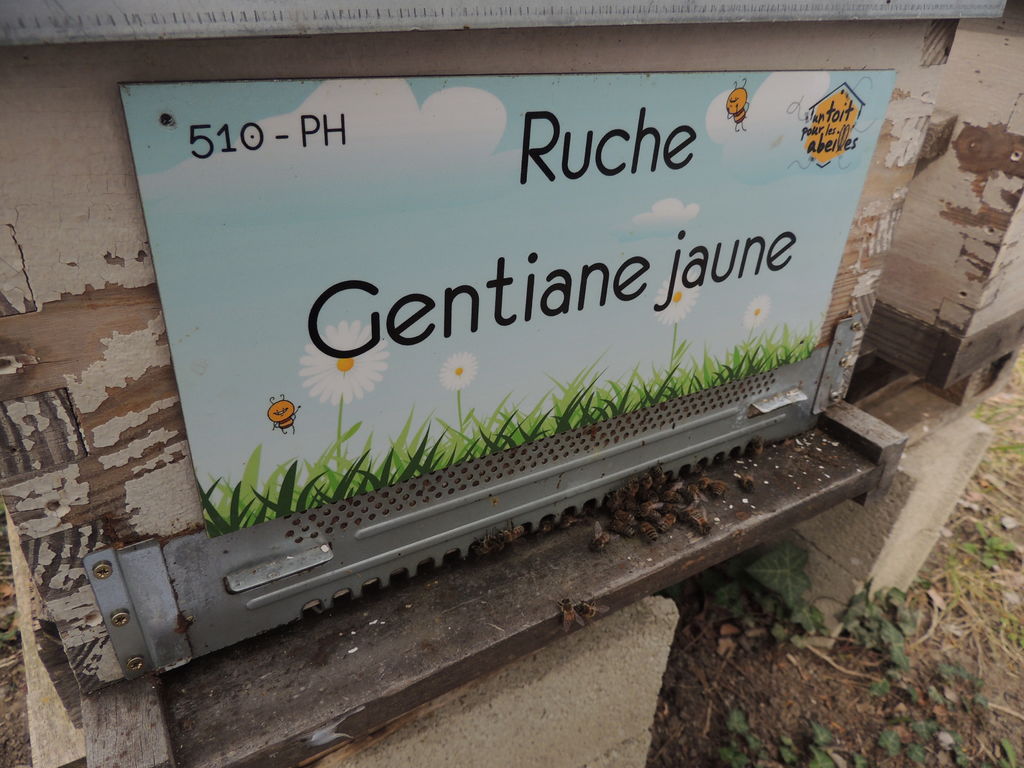 510 - PH
Ruche
Un toit
pour les
abeilles
Gentiane jaune